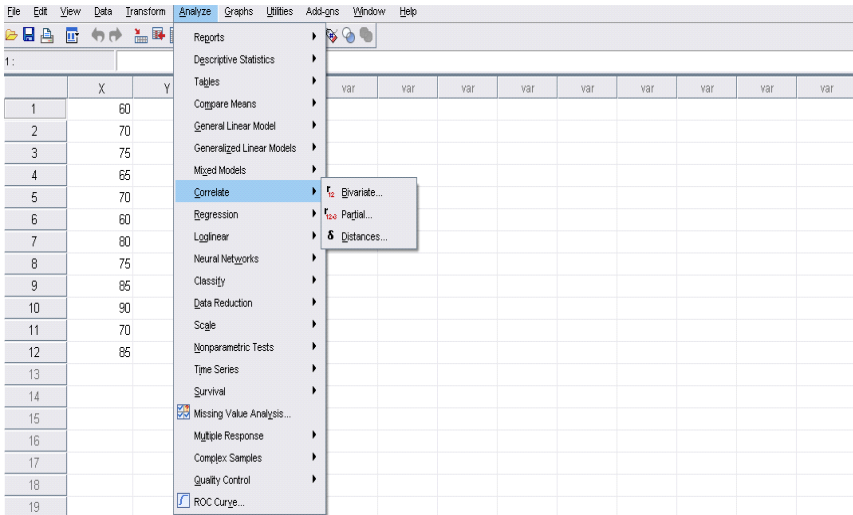 File Edit View Data Transform Analyze Graphs Utilities Add-ons Window Help
1 :
X Y var var var var var var var var var
1 60
2 70
3 75
4 65
5 70
6 60
7 80
8 75
9 85
10 90
11 70
12 85
13
14
15
16
17
18
19
Reports
Descriptive Statistics
Tables
Compare Means
General Linear Model
Generalized Linear Models
Mixed Models
Correlate
Regression
Loglinear
Neural Networks
Classify
Data Reduction
Scale
Nonparametric Tests
Time Series
Survival
Missing Value Analysis...
Multiple Response
Complex Samples
Quality Control
ROC Curve...
r12 Bivariate...
r12·3 Partial...
δ Distances...